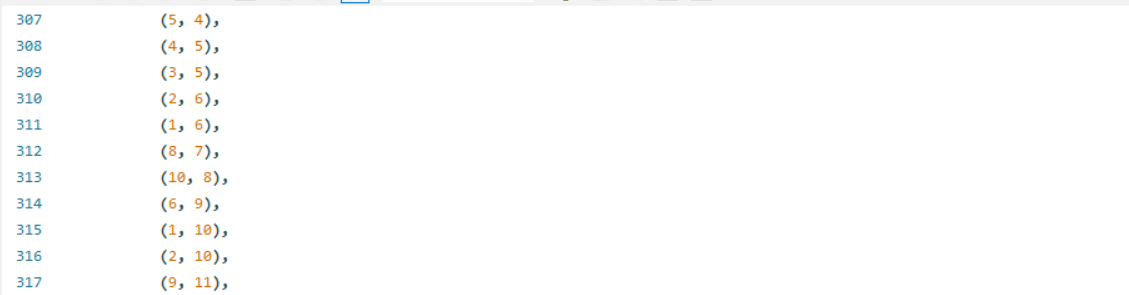 307 (5, 4),
308 (4, 5),
309 (3, 5),
310 (2, 6),
311 (1, 6),
312 (8, 7),
313 (10, 8),
314 (6, 9),
315 (1, 10),
316 (2, 10),
317 (9, 11),